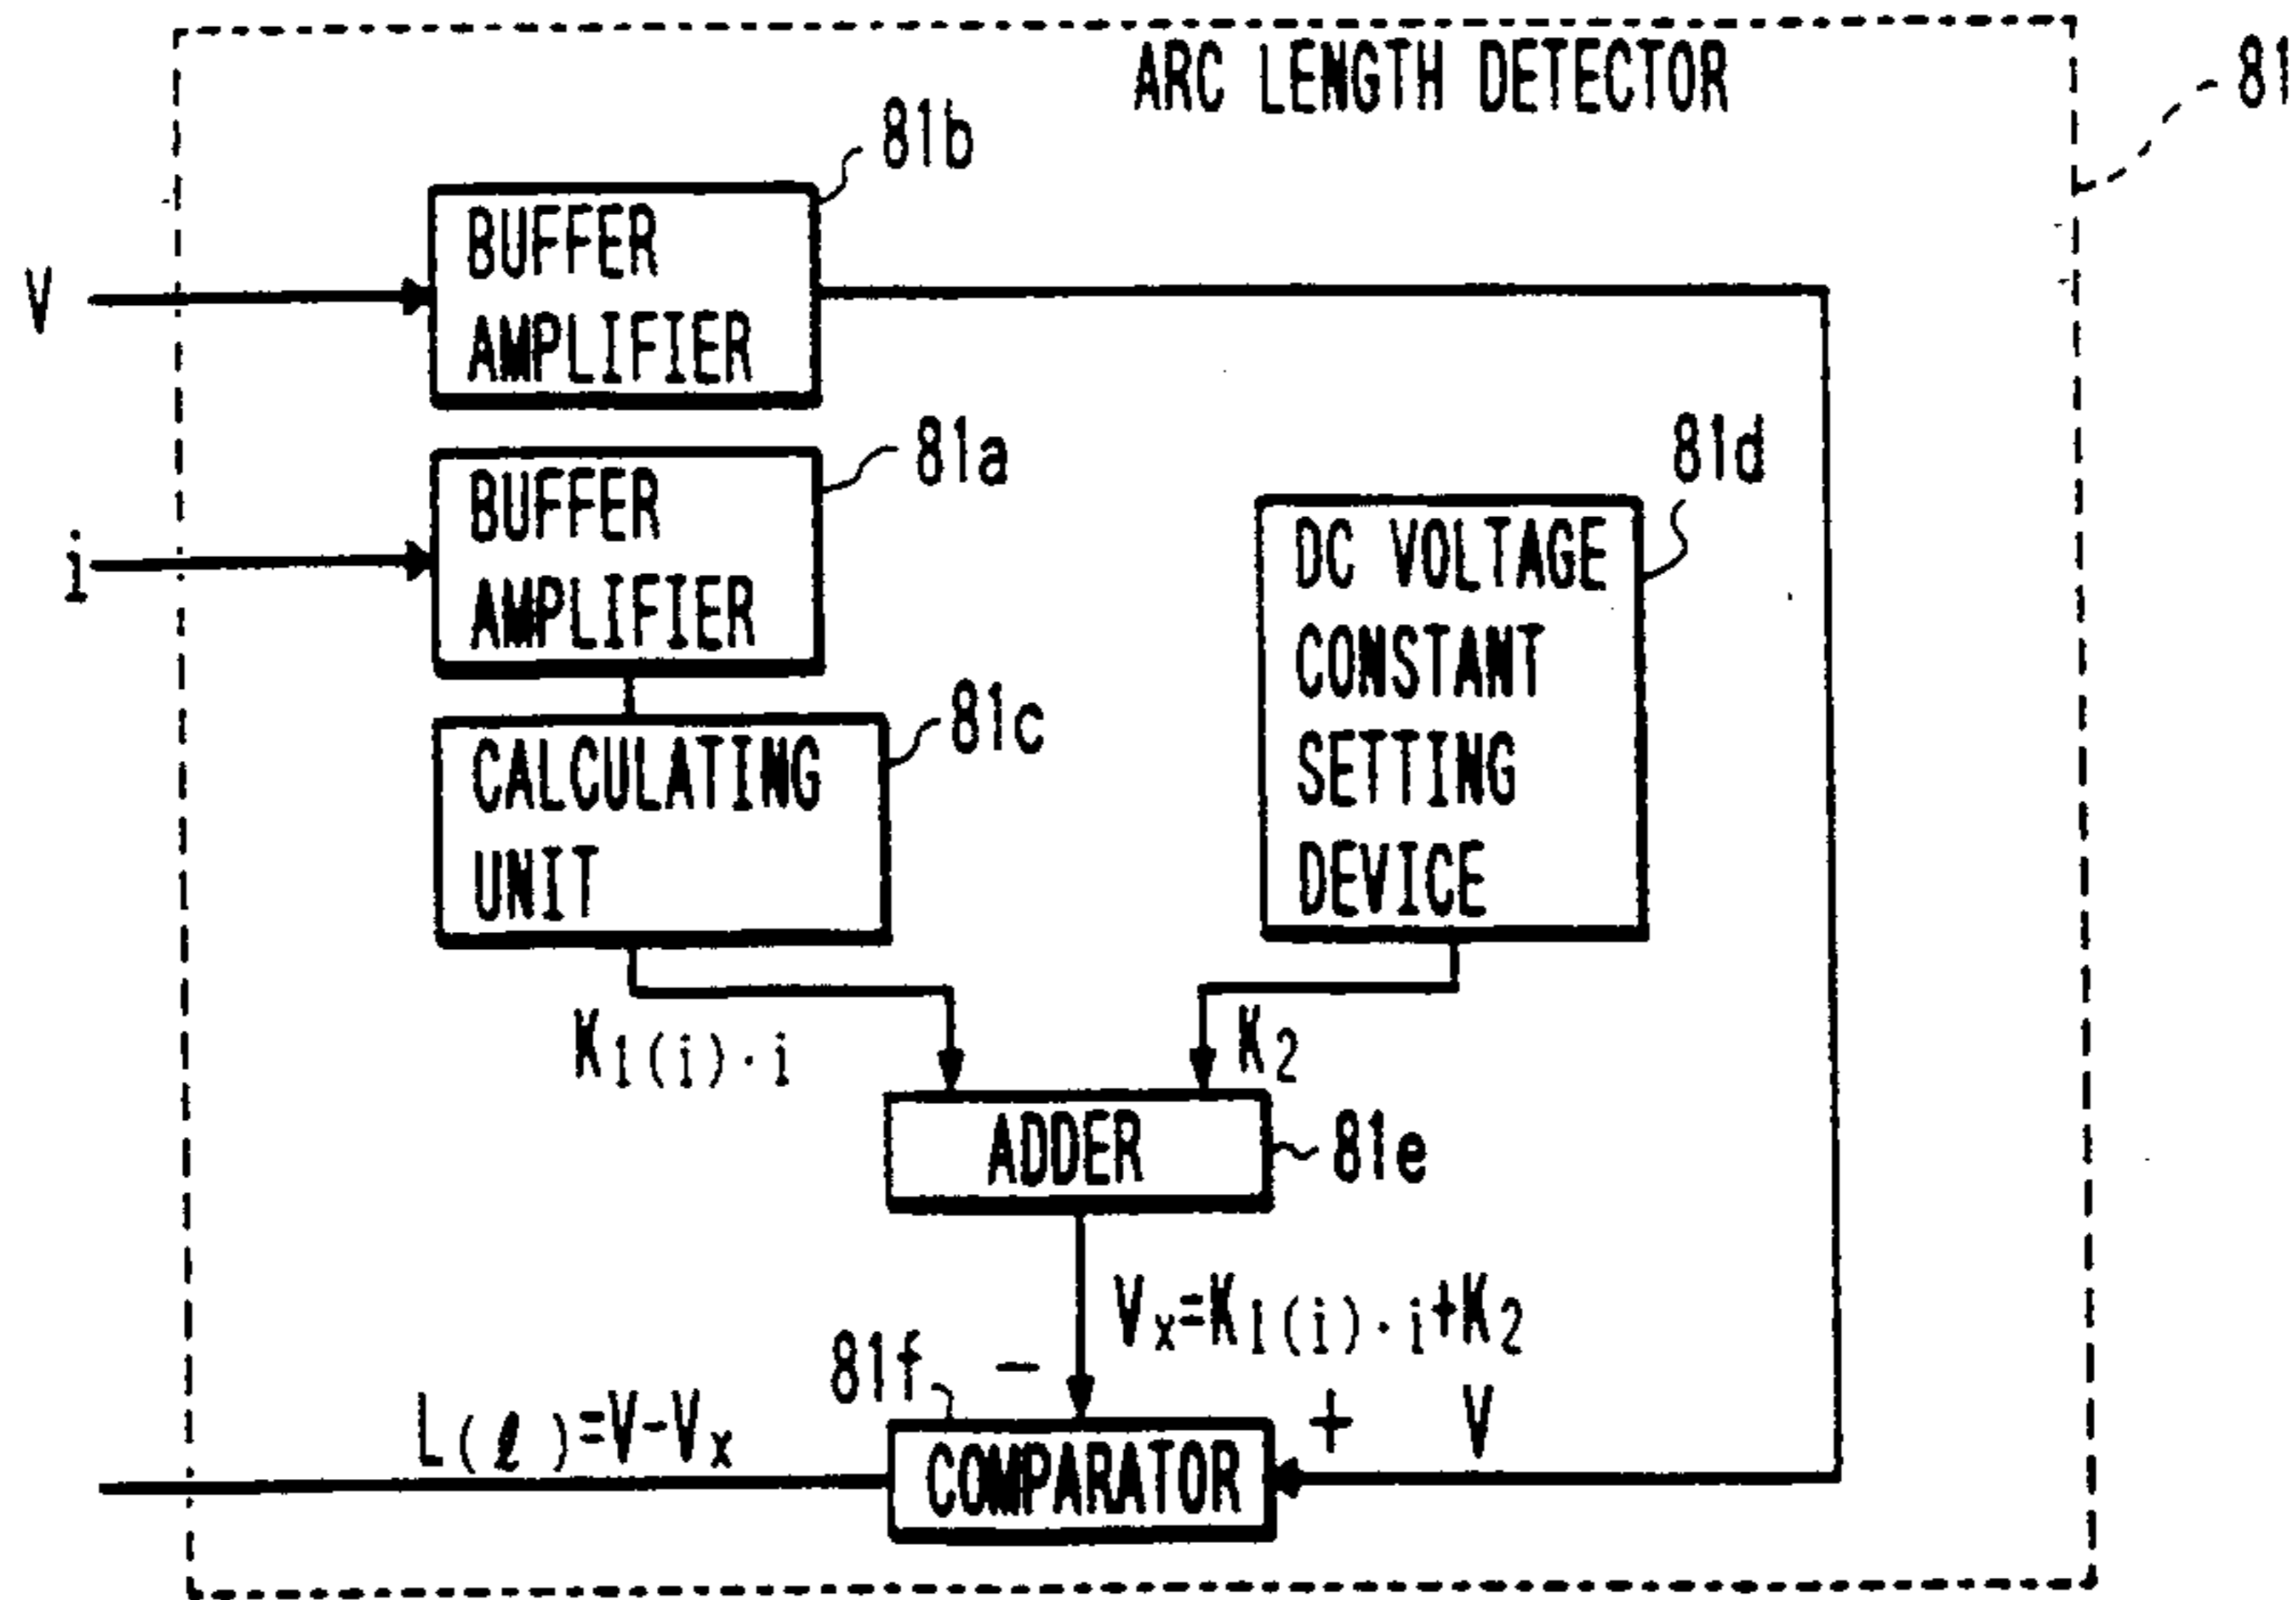 ARC LENGTH DETECTOR
81
81b
BUFFER
AMPLIFIER
V
81a
BUFFER
AMPLIFIER
i
81d
DC VOLTAGE
CONSTANT
SETTING
DEVICE
81c
CALCULATING
UNIT
K1(i)·i
K2
ADDER
81e
Vx=K1(i)·i+K2
81f
−
+ V
L(ℓ)=V−Vx
COMPARATOR